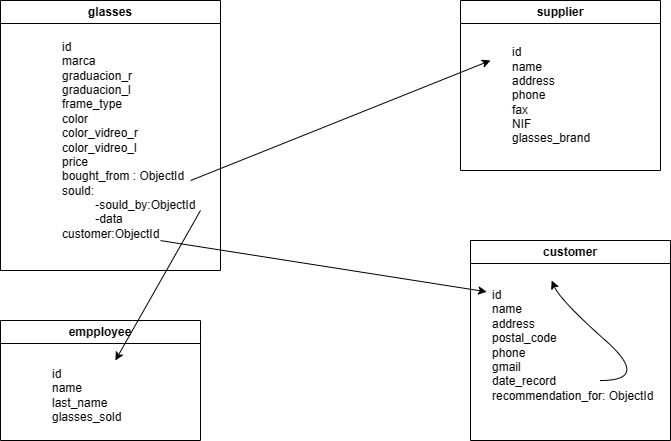 glasses
id
marca
graduacion_r
graduacion_l
frame_type
color
color_vidreo_r
color_vidreo_l
price
bought_from : ObjectId
sould:
-sould_by:ObjectId
-data
customer:ObjectId
supplier
id
name
address
phone
fax
NIF
glasses_brand
empployee
id
name
last_name
glasses_sold
customer
id
name
address
postal_code
phone
gmail
date_record
recommendation_for: ObjectId